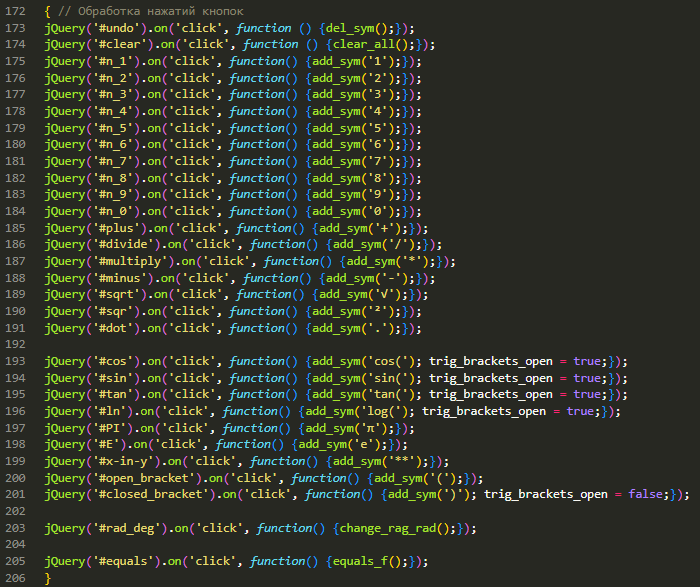 172 { // Обработка нажатий кнопок
173 jQuery('#undo').on('click', function () {del_sym();});
174 jQuery('#clear').on('click', function () {clear_all();});
175 jQuery('#n_1').on('click', function() {add_sym('1');});
176 jQuery('#n_2').on('click', function() {add_sym('2');});
177 jQuery('#n_3').on('click', function() {add_sym('3');});
178 jQuery('#n_4').on('click', function() {add_sym('4');});
179 jQuery('#n_5').on('click', function() {add_sym('5');});
180 jQuery('#n_6').on('click', function() {add_sym('6');});
181 jQuery('#n_7').on('click', function() {add_sym('7');});
182 jQuery('#n_8').on('click', function() {add_sym('8');});
183 jQuery('#n_9').on('click', function() {add_sym('9');});
184 jQuery('#n_0').on('click', function() {add_sym('0');});
185 jQuery('#plus').on('click', function() {add_sym('+');});
186 jQuery('#divide').on('click', function() {add_sym('/');});
187 jQuery('#multiply').on('click', function() {add_sym('*');});
188 jQuery('#minus').on('click', function() {add_sym('-');});
189 jQuery('#sqrt').on('click', function() {add_sym('√');});
190 jQuery('#sqr').on('click', function() {add_sym('²');});
191 jQuery('#dot').on('click', function() {add_sym('.');});
192
193 jQuery('#cos').on('click', function() {add_sym('cos('); trig_brackets_open = true;});
194 jQuery('#sin').on('click', function() {add_sym('sin('); trig_brackets_open = true;});
195 jQuery('#tan').on('click', function() {add_sym('tan('); trig_brackets_open = true;});
196 jQuery('#ln').on('click', function() {add_sym('log('); trig_brackets_open = true;});
197 jQuery('#PI').on('click', function() {add_sym('π');});
198 jQuery('#E').on('click', function() {add_sym('e');});
199 jQuery('#x-in-y').on('click', function() {add_sym('**');});
200 jQuery('#open_bracket').on('click', function() {add_sym('(');});
201 jQuery('#closed_bracket').on('click', function() {add_sym(')'); trig_brackets_open = false;});
202
203 jQuery('#rad_deg').on('click', function() {change_rag_rad();});
204
205 jQuery('#equals').on('click', function() {equals_f();});
206 }